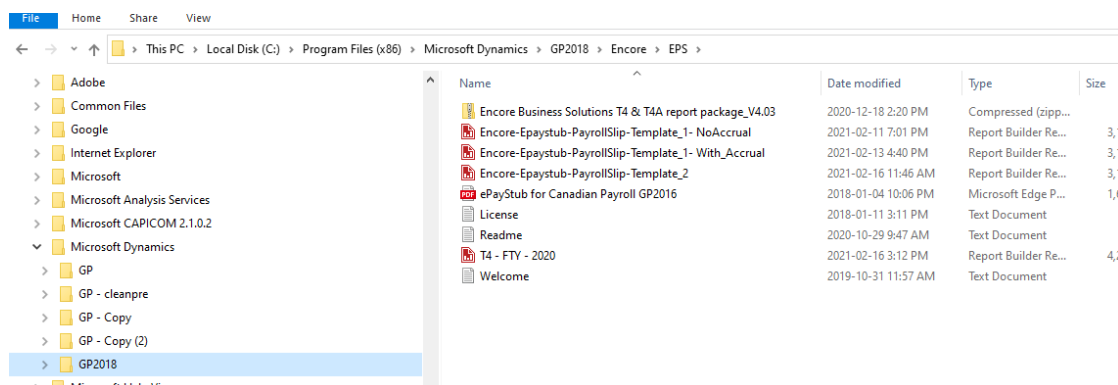 File Home Share View
This PC > Local Disk (C:) > Program Files (x86) > Microsoft Dynamics > GP2018 > Encore > EPS >
Adobe
Common Files
Google
Internet Explorer
Microsoft
Microsoft Analysis Services
Microsoft CAPICOM 2.1.0.2
Microsoft Dynamics
GP
GP - cleanpre
GP - Copy
GP - Copy (2)
GP2018
Name Date modified Type Size
Encore Business Solutions T4 & T4A report package_V4.03 2020-12-18 2:20 PM Compressed (zipp...
Encore-Epaystub-PayrollSlip-Template_1- NoAccrual 2021-02-11 7:01 PM Report Builder Re... 3,
Encore-Epaystub-PayrollSlip-Template_1- With_Accrual 2021-02-13 4:40 PM Report Builder Re... 3,
Encore-Epaystub-PayrollSlip-Template_2 2021-02-16 11:46 AM Report Builder Re... 3,
PDF ePayStub for Canadian Payroll GP2016 2018-01-04 10:06 PM Microsoft Edge P... 1,
License 2018-01-11 3:11 PM Text Document
Readme 2020-10-29 9:47 AM Text Document
T4 - FTY - 2020 2021-02-16 3:12 PM Report Builder Re... 4,
Welcome 2019-10-31 11:57 AM Text Document